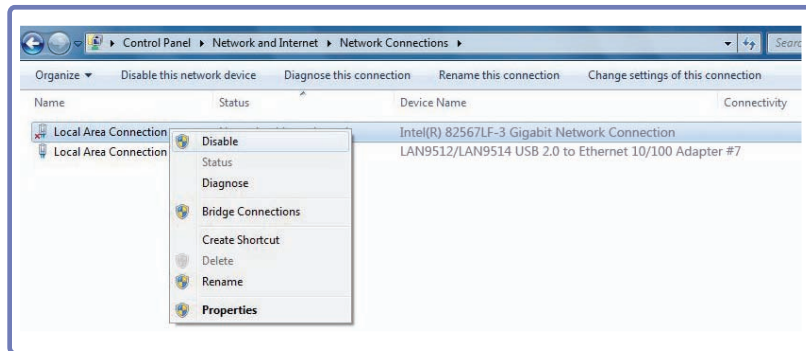 Control Panel ▸ Network and Internet ▸ Network Connections ▸
Organize Disable this network device Diagnose this connection Rename this connection Change settings of this connection
Name Status Device Name Connectivity
Local Area Connection Intel(R) 82567LF-3 Gigabit Network Connection
Local Area Connection LAN9512/LAN9514 USB 2.0 to Ethernet 10/100 Adapter #7
Disable
Status
Diagnose
Bridge Connections
Create Shortcut
Delete
Rename
Properties